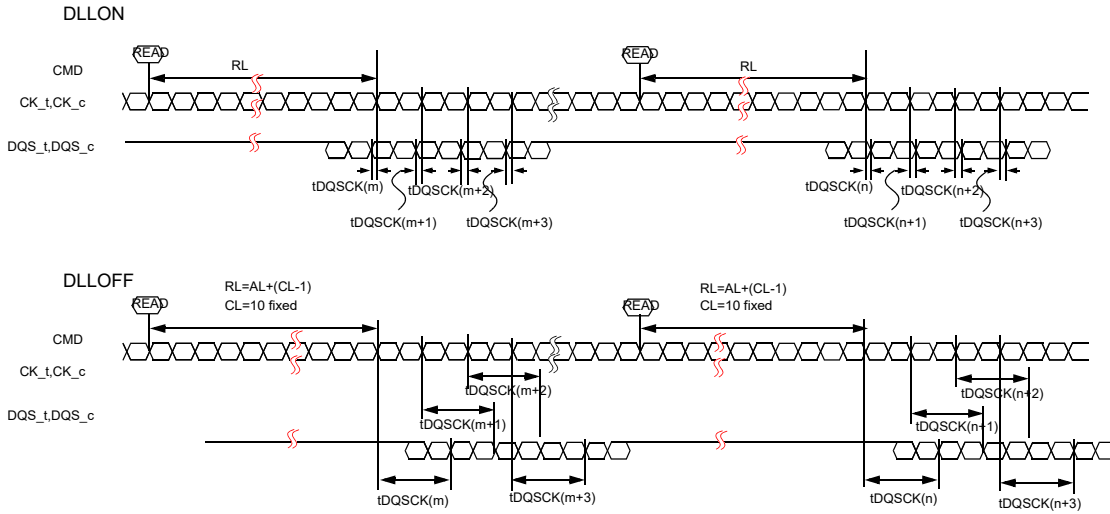 DLLON
READ
READ
CMD
RL
RL
CK_t,CK_c
DQS_t,DQS_c
tDQSCK(m)
tDQSCK(m+2)
tDQSCK(n)
tDQSCK(n+2)
tDQSCK(m+1)
tDQSCK(m+3)
tDQSCK(n+1)
tDQSCK(n+3)
DLLOFF
RL=AL+(CL-1)
CL=10 fixed
RL=AL+(CL-1)
CL=10 fixed
READ
READ
CMD
CK_t,CK_c
tDQSCK(m+2)
tDQSCK(n+2)
DQS_t,DQS_c
tDQSCK(m+1)
tDQSCK(n+1)
tDQSCK(m)
tDQSCK(m+3)
tDQSCK(n)
tDQSCK(n+3)